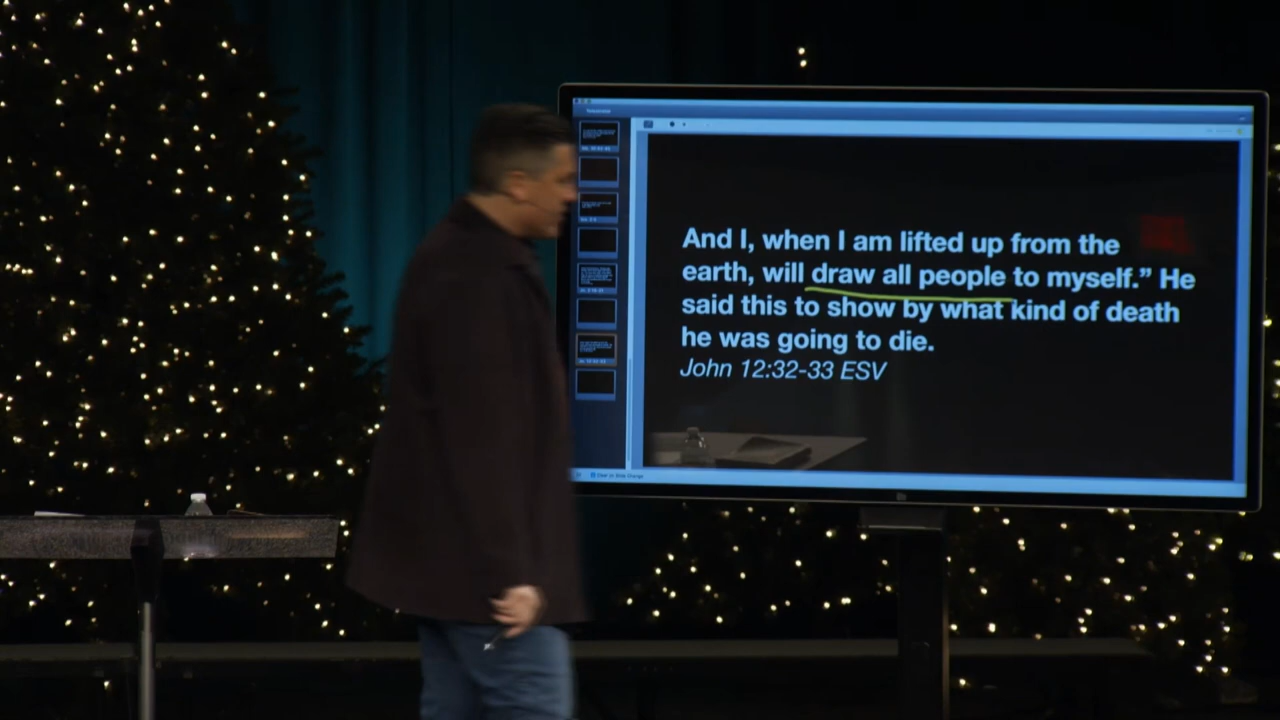 And I, when I am lifted up from the
earth, will draw all people to myself.” He
said this to show by what kind of death
he was going to die.
John 12:32-33 ESV